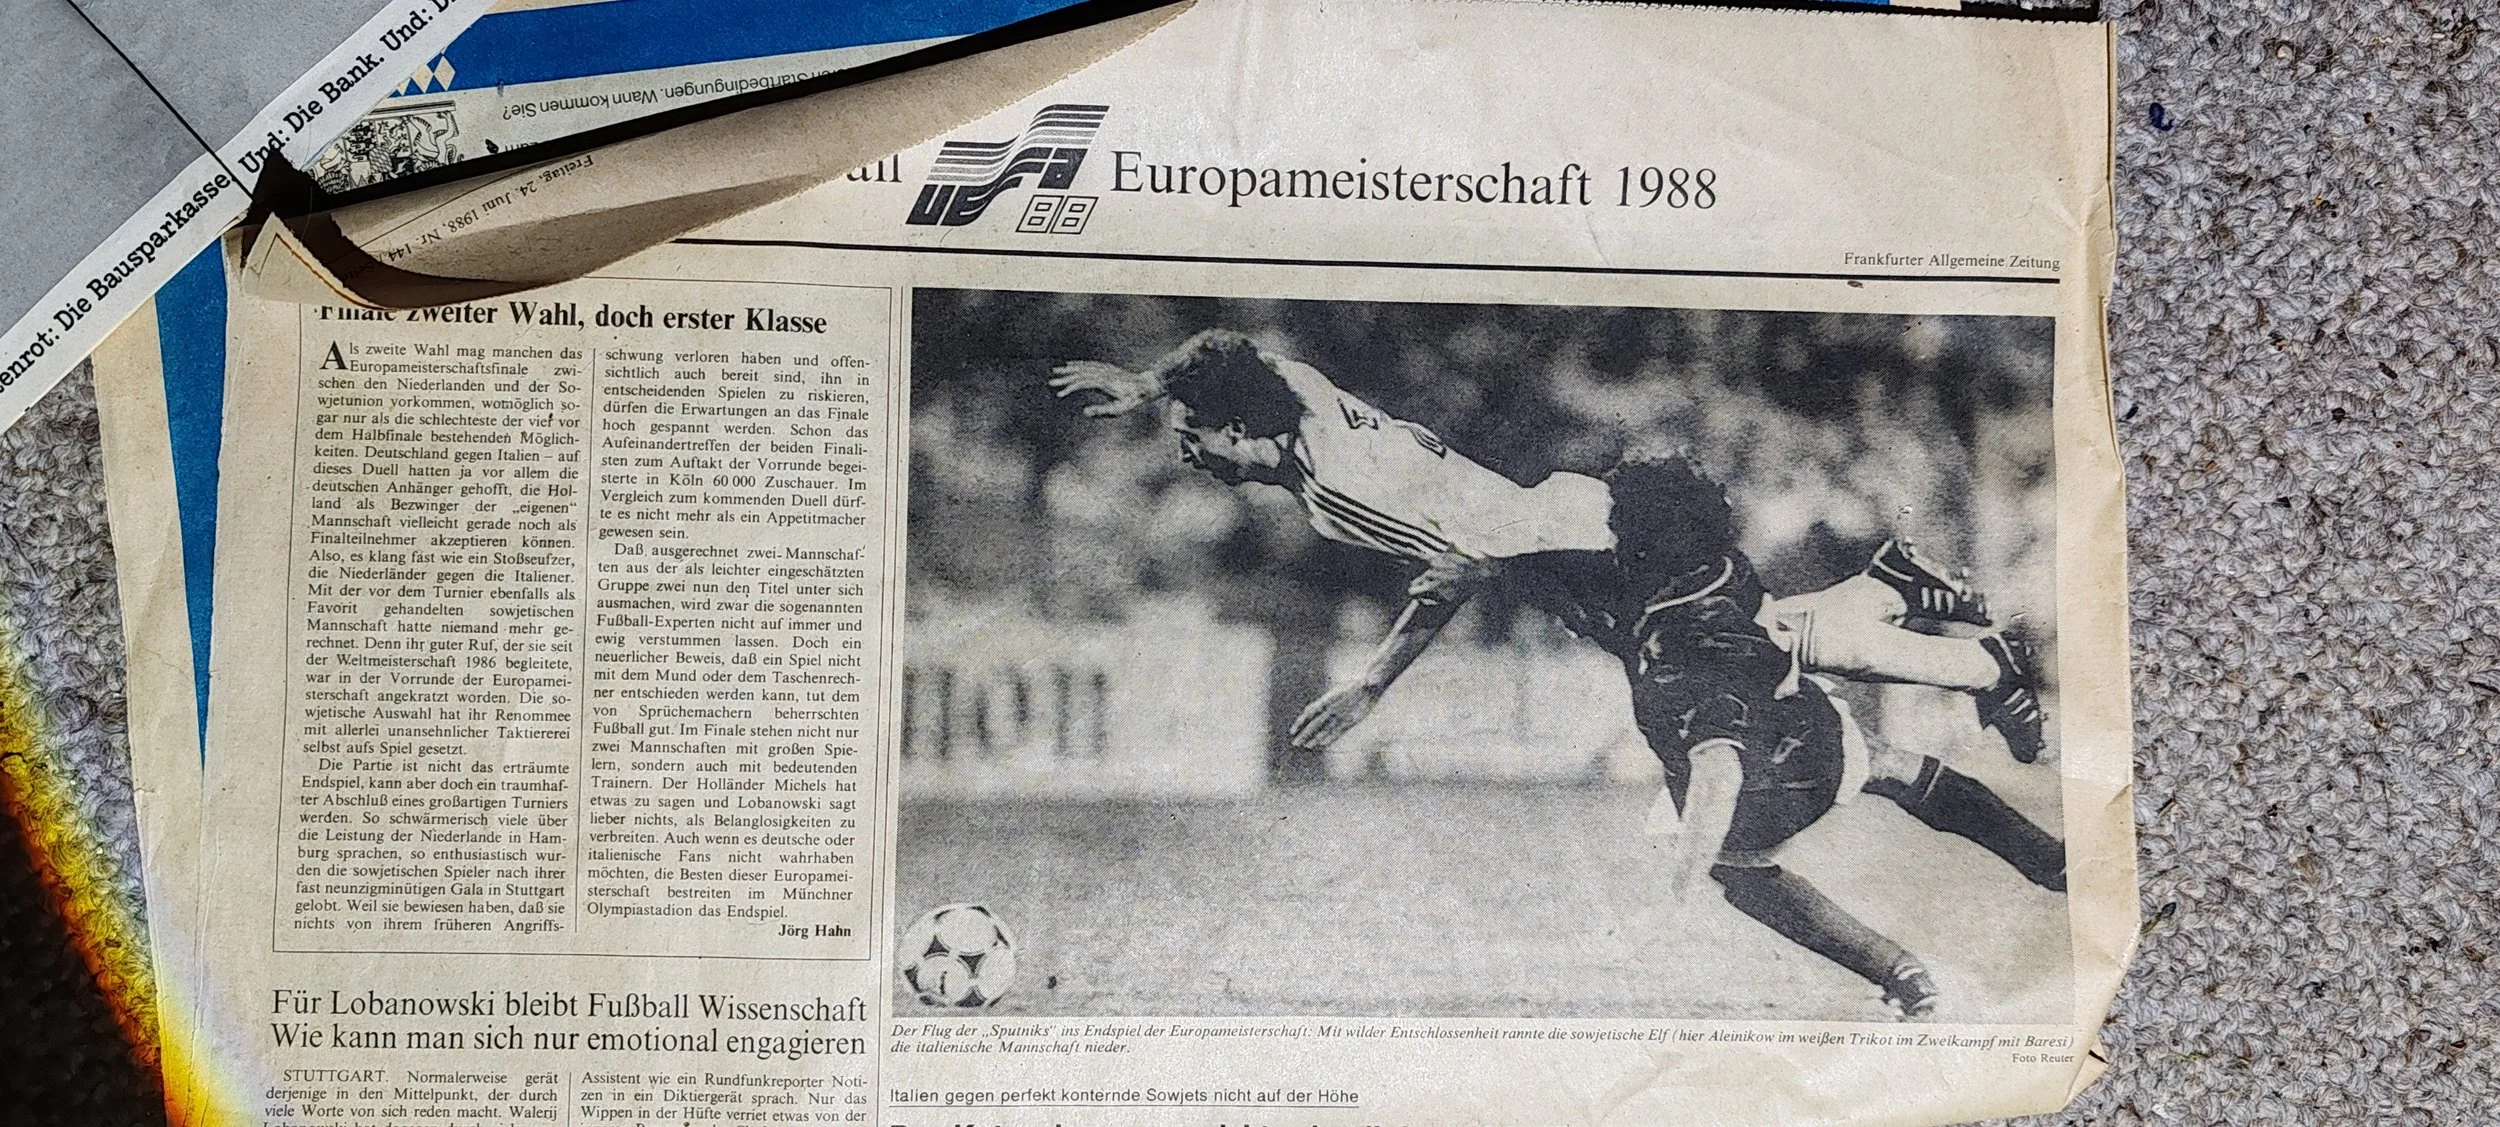 enrot: Die Bausparkasse. Und: Die Bank. Und: D
Startbedingungen. Wann kommen Sie?
Freitag, 24. Juni 1988, Nr. 144
UEFA 88
Europameisterschaft 1988
Frankfurter Allgemeine Zeitung
Finale zweiter Wahl, doch erster Klasse
Als zweite Wahl mag manchen das
Europameisterschaftsfinale zwi-
schen den Niederlanden und der So-
wjetunion vorkommen, womöglich so-
gar nur als die schlechteste der vier vor
dem Halbfinale bestehenden Möglich-
keiten. Deutschland gegen Italien – auf
dieses Duell hatten ja vor allem die
deutschen Anhänger gehofft, die Hol-
land als Bezwinger der „eigenen“
Mannschaft vielleicht gerade noch als
Finalteilnehmer akzeptieren können.
Also, es klang fast wie ein Stoßseufzer,
die Niederländer gegen die Italiener.
Mit der vor dem Turnier ebenfalls als
Favorit gehandelten sowjetischen
Mannschaft hatte niemand mehr ge-
rechnet. Denn ihr guter Ruf, der sie seit
der Weltmeisterschaft 1986 begleitete,
war in der Vorrunde der Europamei-
sterschaft angekratzt worden. Die so-
wjetische Auswahl hat ihr Renommee
mit allerlei unansehnlicher Taktiererei
selbst aufs Spiel gesetzt.
Die Partie ist nicht das erträumte
Endspiel, kann aber doch ein traumhaf-
ter Abschluß eines großartigen Turniers
werden. So schwärmerisch viele über
die Leistung der Niederlande in Ham-
burg sprachen, so enthusiastisch wur-
den die sowjetischen Spieler nach ihrer
fast neunzigminütigen Gala in Stuttgart
gelobt. Weil sie bewiesen haben, daß sie
nichts von ihrem früheren Angriffs-
schwung verloren haben und offen-
sichtlich auch bereit sind, ihn in
entscheidenden Spielen zu riskieren,
dürfen die Erwartungen an das Finale
hoch gespannt werden. Schon das
Aufeinandertreffen der beiden Finali-
sten zum Auftakt der Vorrunde begei-
sterte in Köln 60 000 Zuschauer. Im
Vergleich zum kommenden Duell dürf-
te es nicht mehr als ein Appetitmacher
gewesen sein.
Daß ausgerechnet zwei Mannschaf-
ten aus der als leichter eingeschätzten
Gruppe zwei nun den Titel unter sich
ausmachen, wird zwar die sogenannten
Fußball-Experten nicht auf immer und
ewig verstummen lassen. Doch ein
neuerlicher Beweis, daß ein Spiel nicht
mit dem Mund oder dem Taschenrech-
ner entschieden werden kann, tut dem
von Sprüchemachern beherrschten
Fußball gut. Im Finale stehen nicht nur
zwei Mannschaften mit großen Spie-
lern, sondern auch mit bedeutenden
Trainern. Der Holländer Michels hat
etwas zu sagen und Lobanowski sagt
lieber nichts, als Belanglosigkeiten zu
verbreiten. Auch wenn es deutsche oder
italienische Fans nicht wahrhaben
möchten, die Besten dieser Europamei-
sterschaft bestreiten im Münchner
Olympiastadion das Endspiel.
Jörg Hahn
Der Flug der „Sputniks“ ins Endspiel der Europameisterschaft: Mit wilder Entschlossenheit rannte die sowjetische Elf (hier Aleinikow im weißen Trikot im Zweikampf mit Baresi)
die italienische Mannschaft nieder.
Foto Reuter
Für Lobanowski bleibt Fußball Wissenschaft
Wie kann man sich nur emotional engagieren
STUTTGART. Normalerweise gerät
derjenige in den Mittelpunkt, der durch
viele Worte von sich reden macht. Walerij
Assistent wie ein Rundfunkreporter Noti-
zen in ein Diktiergerät sprach. Nur das
Wippen in der Hüfte verriet etwas von der
Italien gegen perfekt konternde Sowjets nicht auf der Höhe